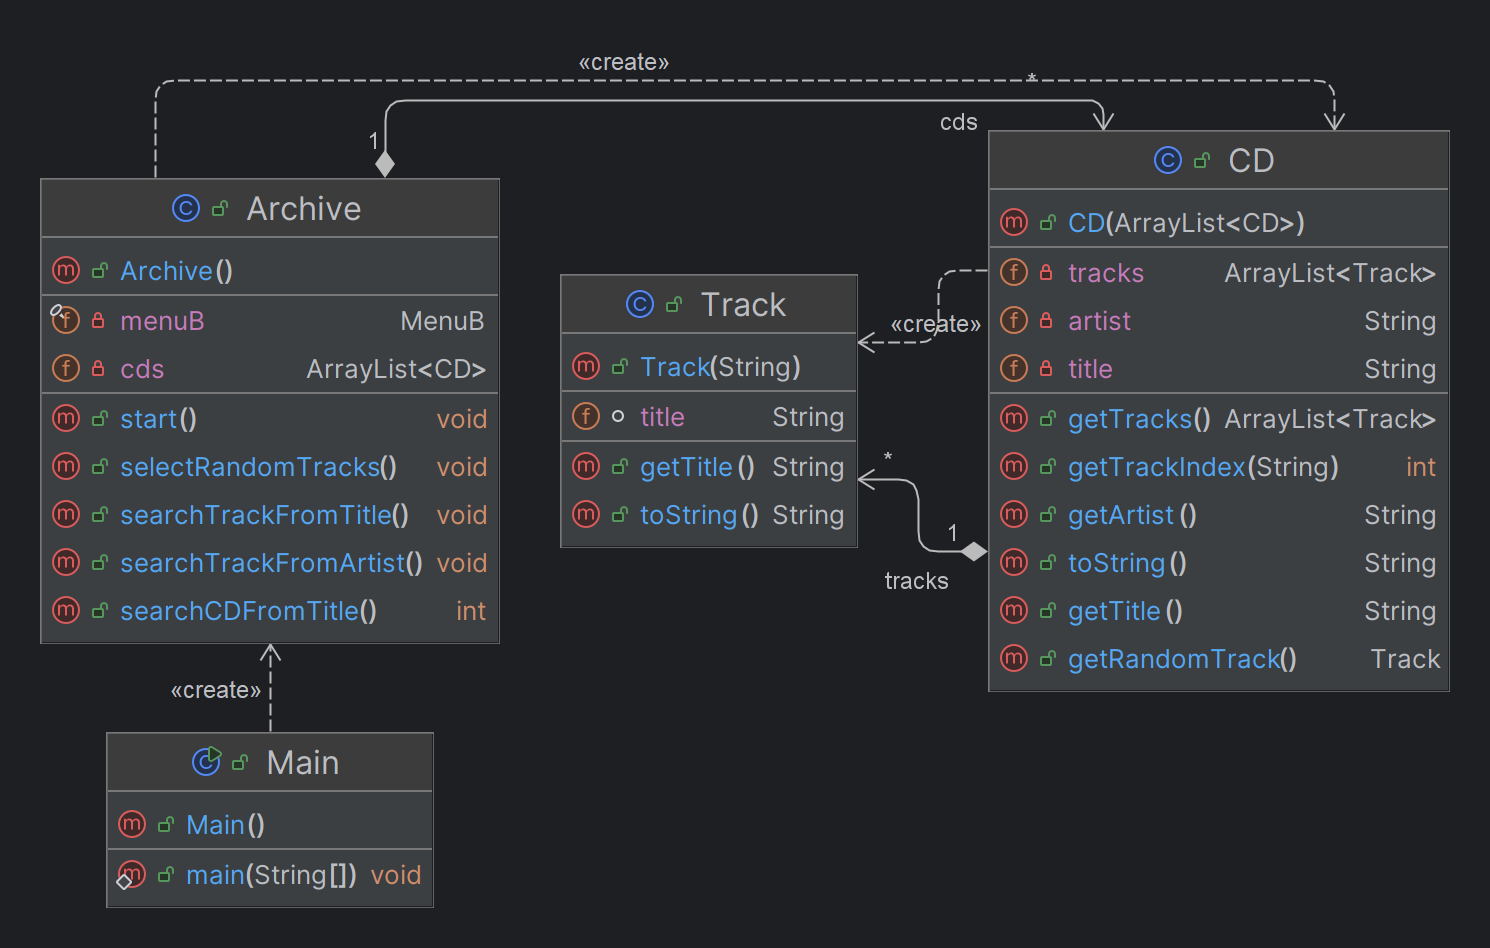 «create»
*
1
cds
Archive
Archive()
menuB MenuB
cds ArrayList<CD>
start() void
selectRandomTracks() void
searchTrackFromTitle() void
searchTrackFromArtist() void
searchCDFromTitle() int
«create»
Main
Main()
main(String[]) void
Track
Track(String)
title String
getTitle() String
toString() String
«create»
*
1
tracks
CD
CD(ArrayList<CD>)
tracks ArrayList<Track>
artist String
title String
getTracks() ArrayList<Track>
getTrackIndex(String) int
getArtist() String
toString() String
getTitle() String
getRandomTrack() Track